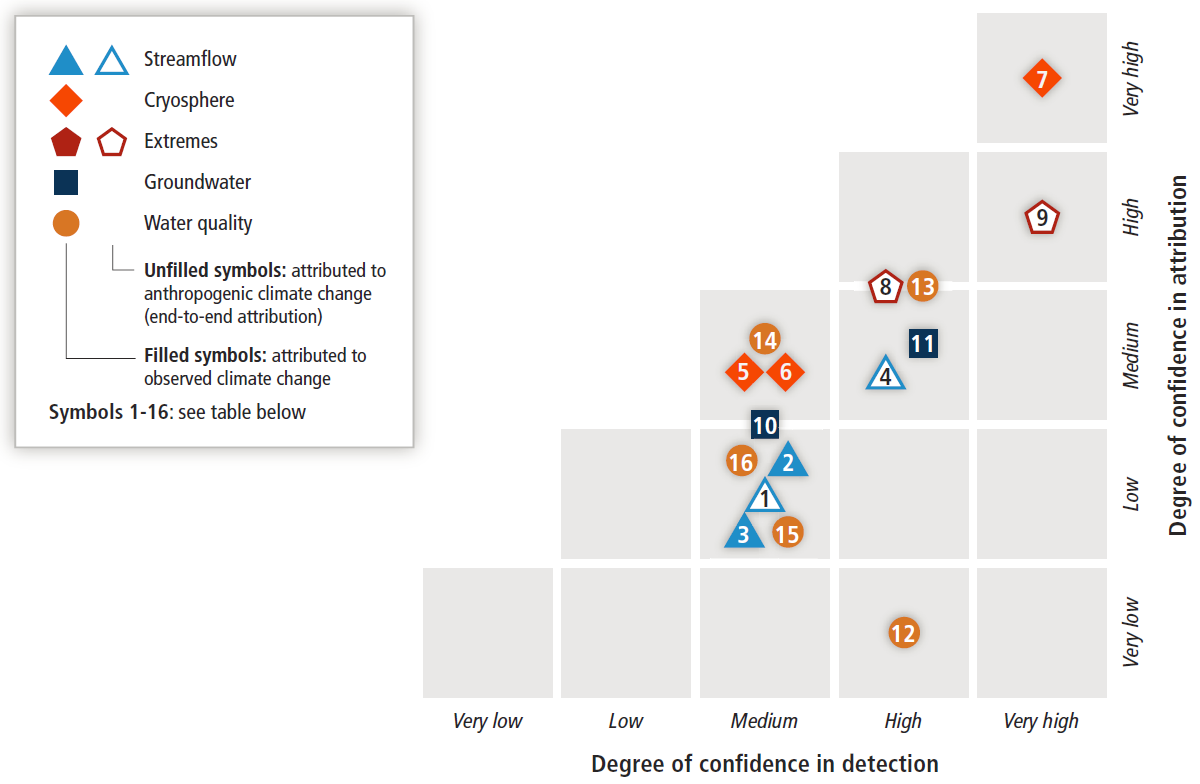 Streamflow
Cryosphere
Extremes
Groundwater
Water quality
Unfilled symbols: attributed to
anthropogenic climate change
(end-to-end attribution)
Filled symbols: attributed to
observed climate change
Symbols 1-16: see table below
7
9
8
13
14
11
5
6
4
10
16
2
1
3
15
12
Very high
High
Medium
Low
Very low
Degree of confidence in attribution
Very low
Low
Medium
High
Very high
Degree of confidence in detection